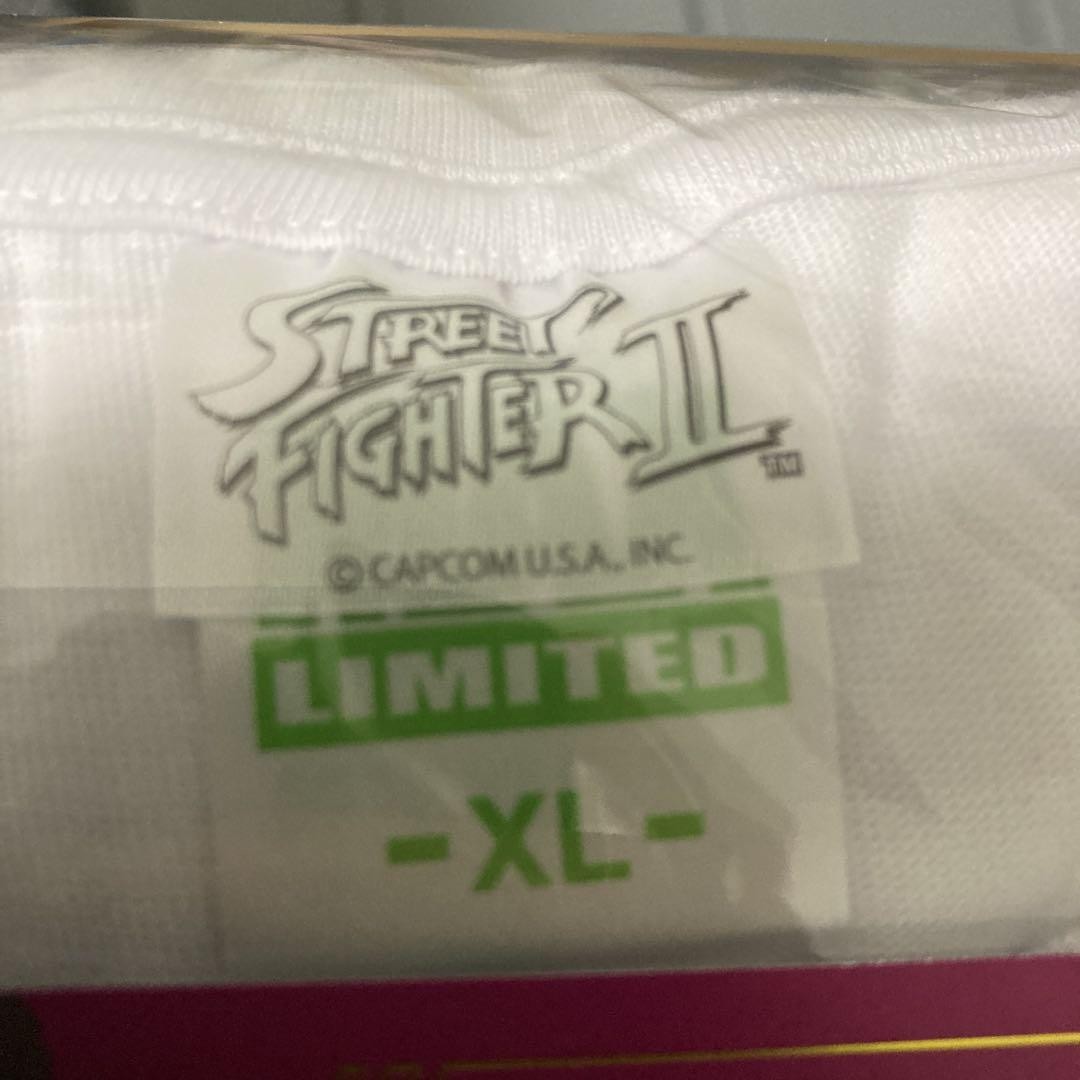 STREET
FIGHTER II
TM
©CAPCOM U.S.A., INC.
LIMITED
-XL-